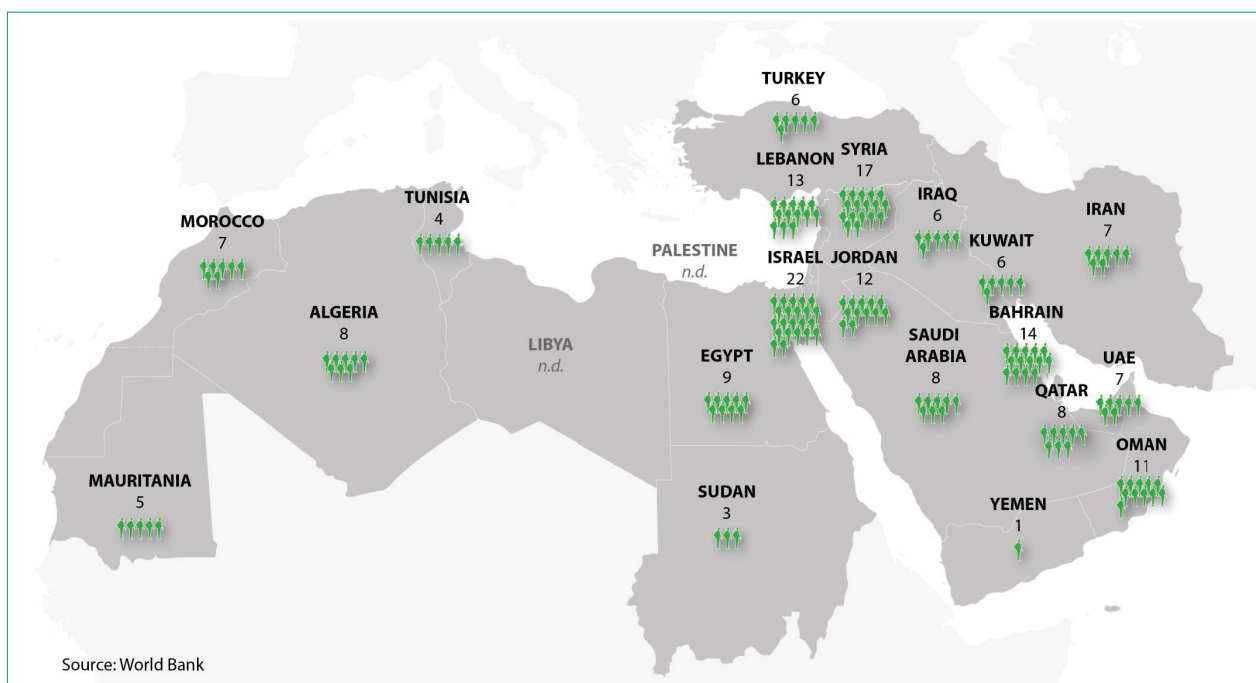 TURKEY
6
LEBANON
13
SYRIA
17
IRAQ
6
IRAN
7
TUNISIA
4
MOROCCO
7
PALESTINE
n.d.
ISRAEL
22
JORDAN
12
KUWAIT
6
ALGERIA
8
LIBYA
n.d.
EGYPT
9
SAUDI
ARABIA
8
BAHRAIN
14
UAE
7
QATAR
8
OMAN
11
MAURITANIA
5
SUDAN
3
YEMEN
1
Source: World Bank